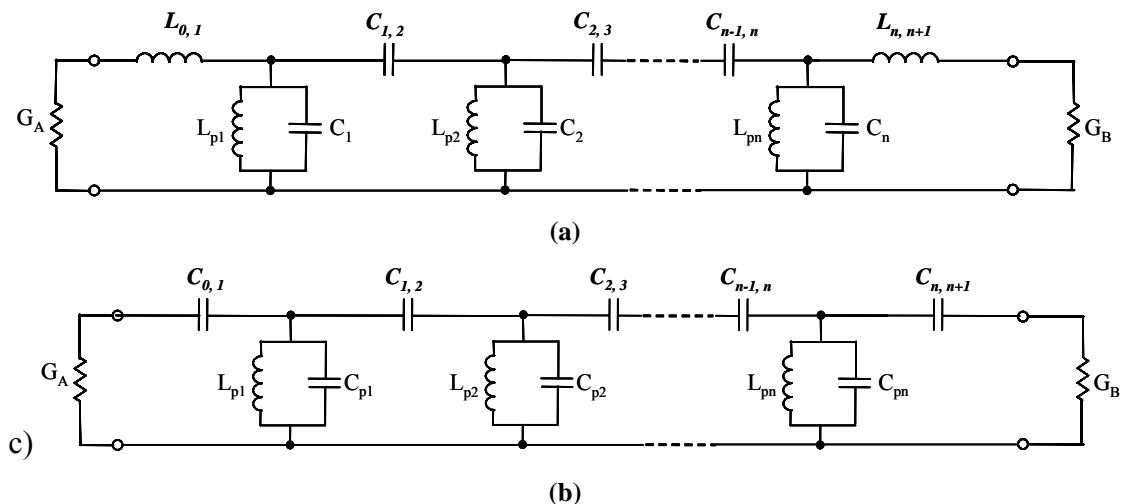 L0, 1 C1, 2 C2, 3 Cn-1, n Ln, n+1
GA Lp1 C1 Lp2 C2 Lpn Cn GB
(a)
C0, 1 C1, 2 C2, 3 Cn-1, n Cn, n+1
GA Lp1 Cp1 Lp2 Cp2 Lpn Cpn GB
c)
(b)